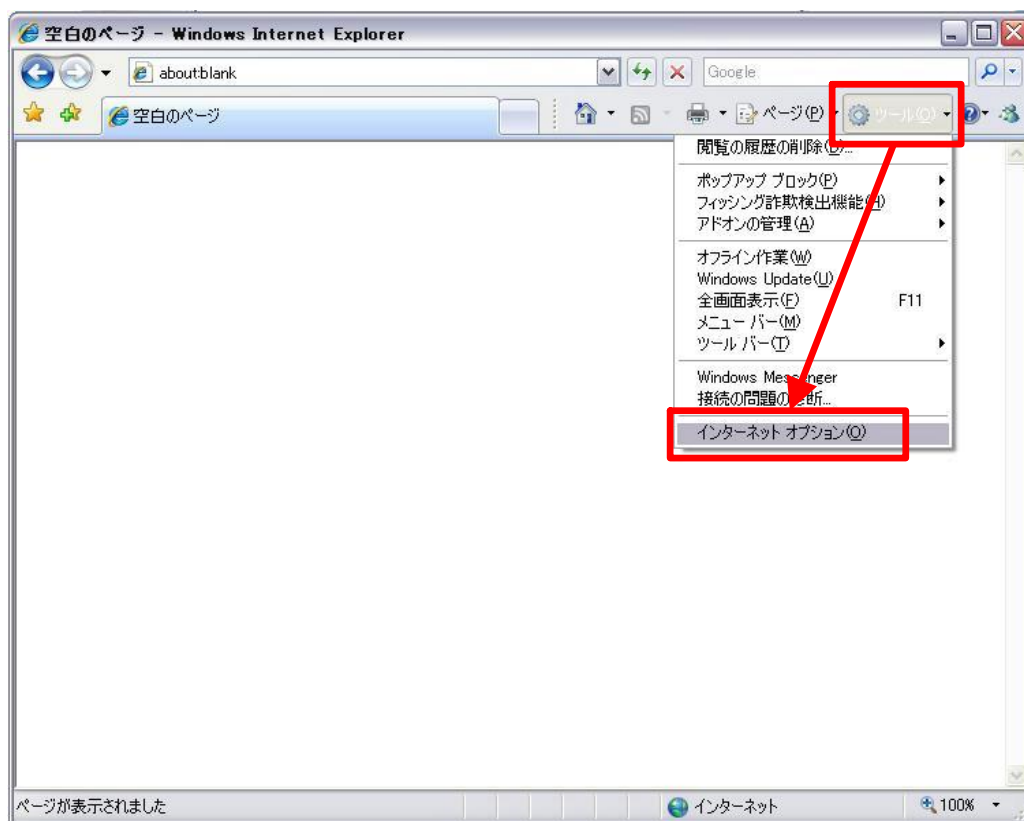 空白のページ - Windows Internet Explorer
about:blank
Google
空白のページ
ページ(P)
ツール(O)
閲覧の履歴の削除(D)...
ポップアップ ブロック(P)
フィッシング詐欺検出機能(H)
アドオンの管理(A)
オフライン作業(W)
Windows Update(U)
全画面表示(F) F11
メニュー バー(M)
ツール バー(T)
Windows Messenger
接続の問題の診断...
インターネット オプション(O)
ページが表示されました
インターネット
100%